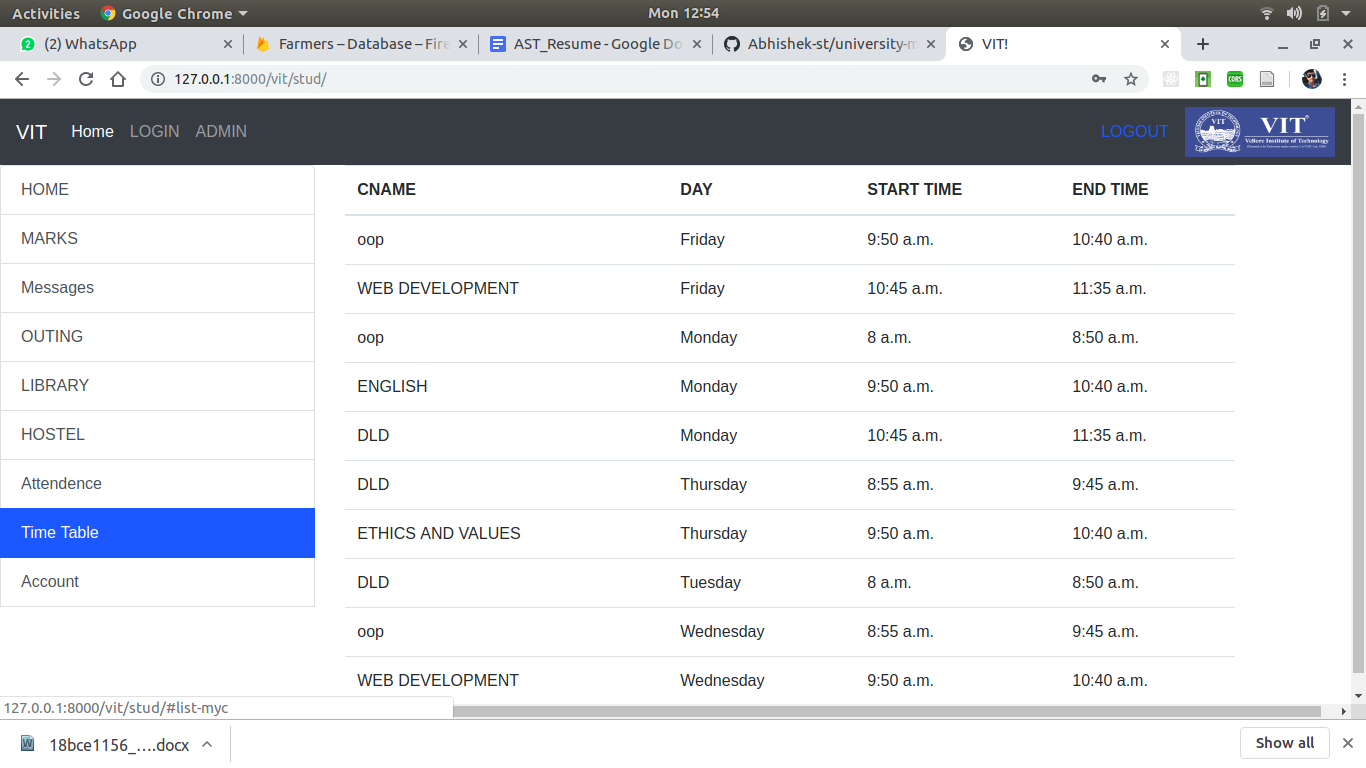 Activities Google Chrome Mon 12:54
(2) WhatsApp Farmers – Database – Fire AST_Resume - Google Do Abhishek-st/university-m VIT!
127.0.0.1:8000/vit/stud/ CORS
VIT Home LOGIN ADMIN LOGOUT VIT Vellore Institute of Technology
HOME CNAME DAY START TIME END TIME
MARKS oop Friday 9:50 a.m. 10:40 a.m.
Messages WEB DEVELOPMENT Friday 10:45 a.m. 11:35 a.m.
OUTING oop Monday 8 a.m. 8:50 a.m.
LIBRARY ENGLISH Monday 9:50 a.m. 10:40 a.m.
HOSTEL DLD Monday 10:45 a.m. 11:35 a.m.
Attendence DLD Thursday 8:55 a.m. 9:45 a.m.
Time Table ETHICS AND VALUES Thursday 9:50 a.m. 10:40 a.m.
Account DLD Tuesday 8 a.m. 8:50 a.m.
oop Wednesday 8:55 a.m. 9:45 a.m.
WEB DEVELOPMENT Wednesday 9:50 a.m. 10:40 a.m.
127.0.0.1:8000/vit/stud/#list-myc
18bce1156_....docx Show all